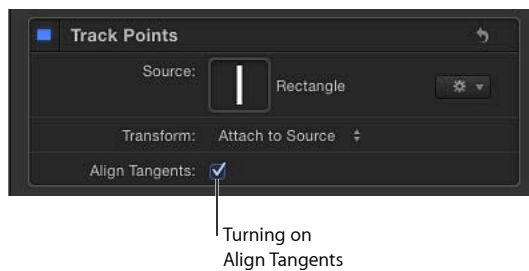 Track Points
Source: Rectangle
Transform: Attach to Source
Align Tangents:
Turning on
Align Tangents